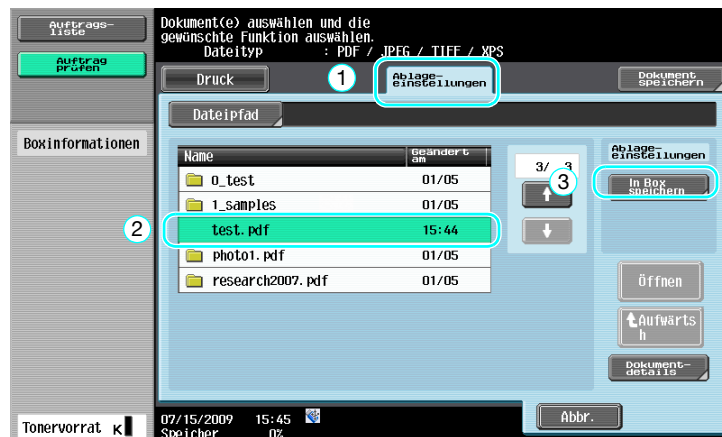 Auftrags-
liste
Auftrag
prüfen
Dokument(e) auswählen und die
gewünschte Funktion auswählen.
Dateityp : PDF / JPEG / TIFF / XPS
Druck
1
Ablage-
einstellungen
Dokument
speichern
Dateipfad
Boxinformationen
Name
Geändert
am
0_test 01/05
1_samples 01/05
2
test.pdf 15:44
photo1.pdf 01/05
research2007.pdf 01/05
3/ 3
3
Ablage-
einstellungen
In Box
speichern
Öffnen
Aufwärts
h
Dokument-
details
Tonervorrat K
07/15/2009 15:45
Speicher 0%
Abbr.